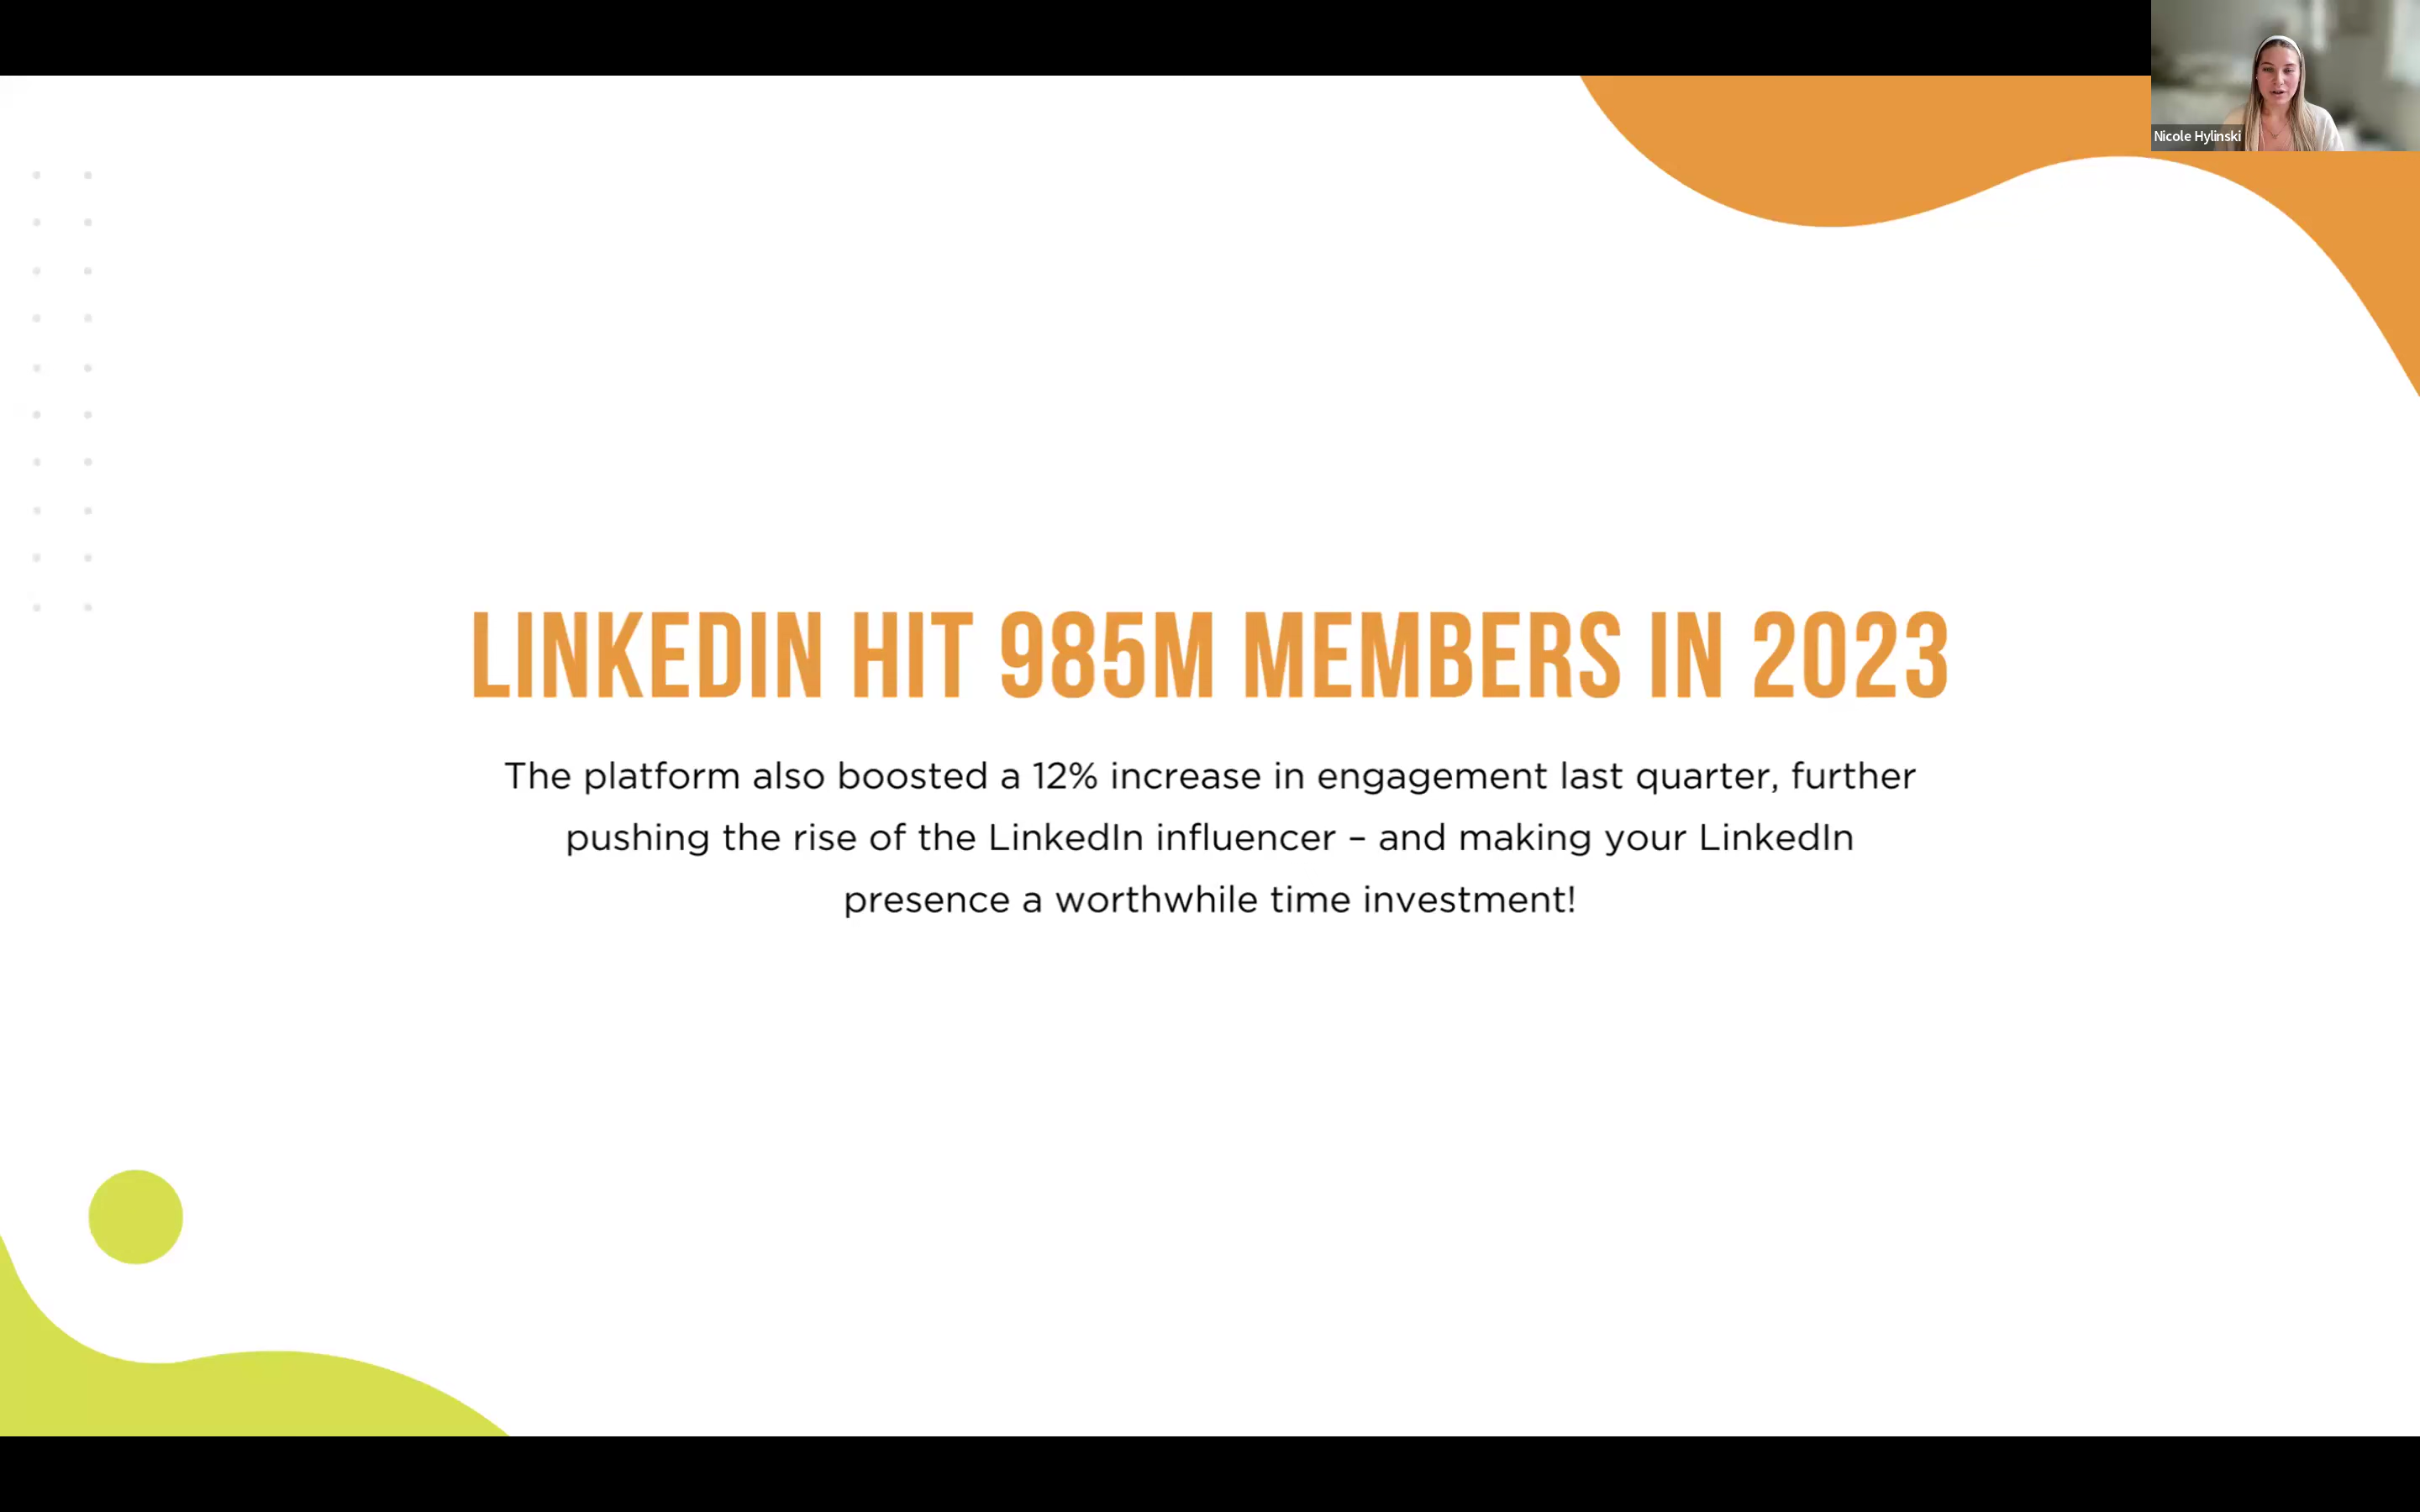 Nicole Hylinski
LINKEDIN HIT 985M MEMBERS IN 2023
The platform also boosted a 12% increase in engagement last quarter, further
pushing the rise of the LinkedIn influencer – and making your LinkedIn
presence a worthwhile time investment!